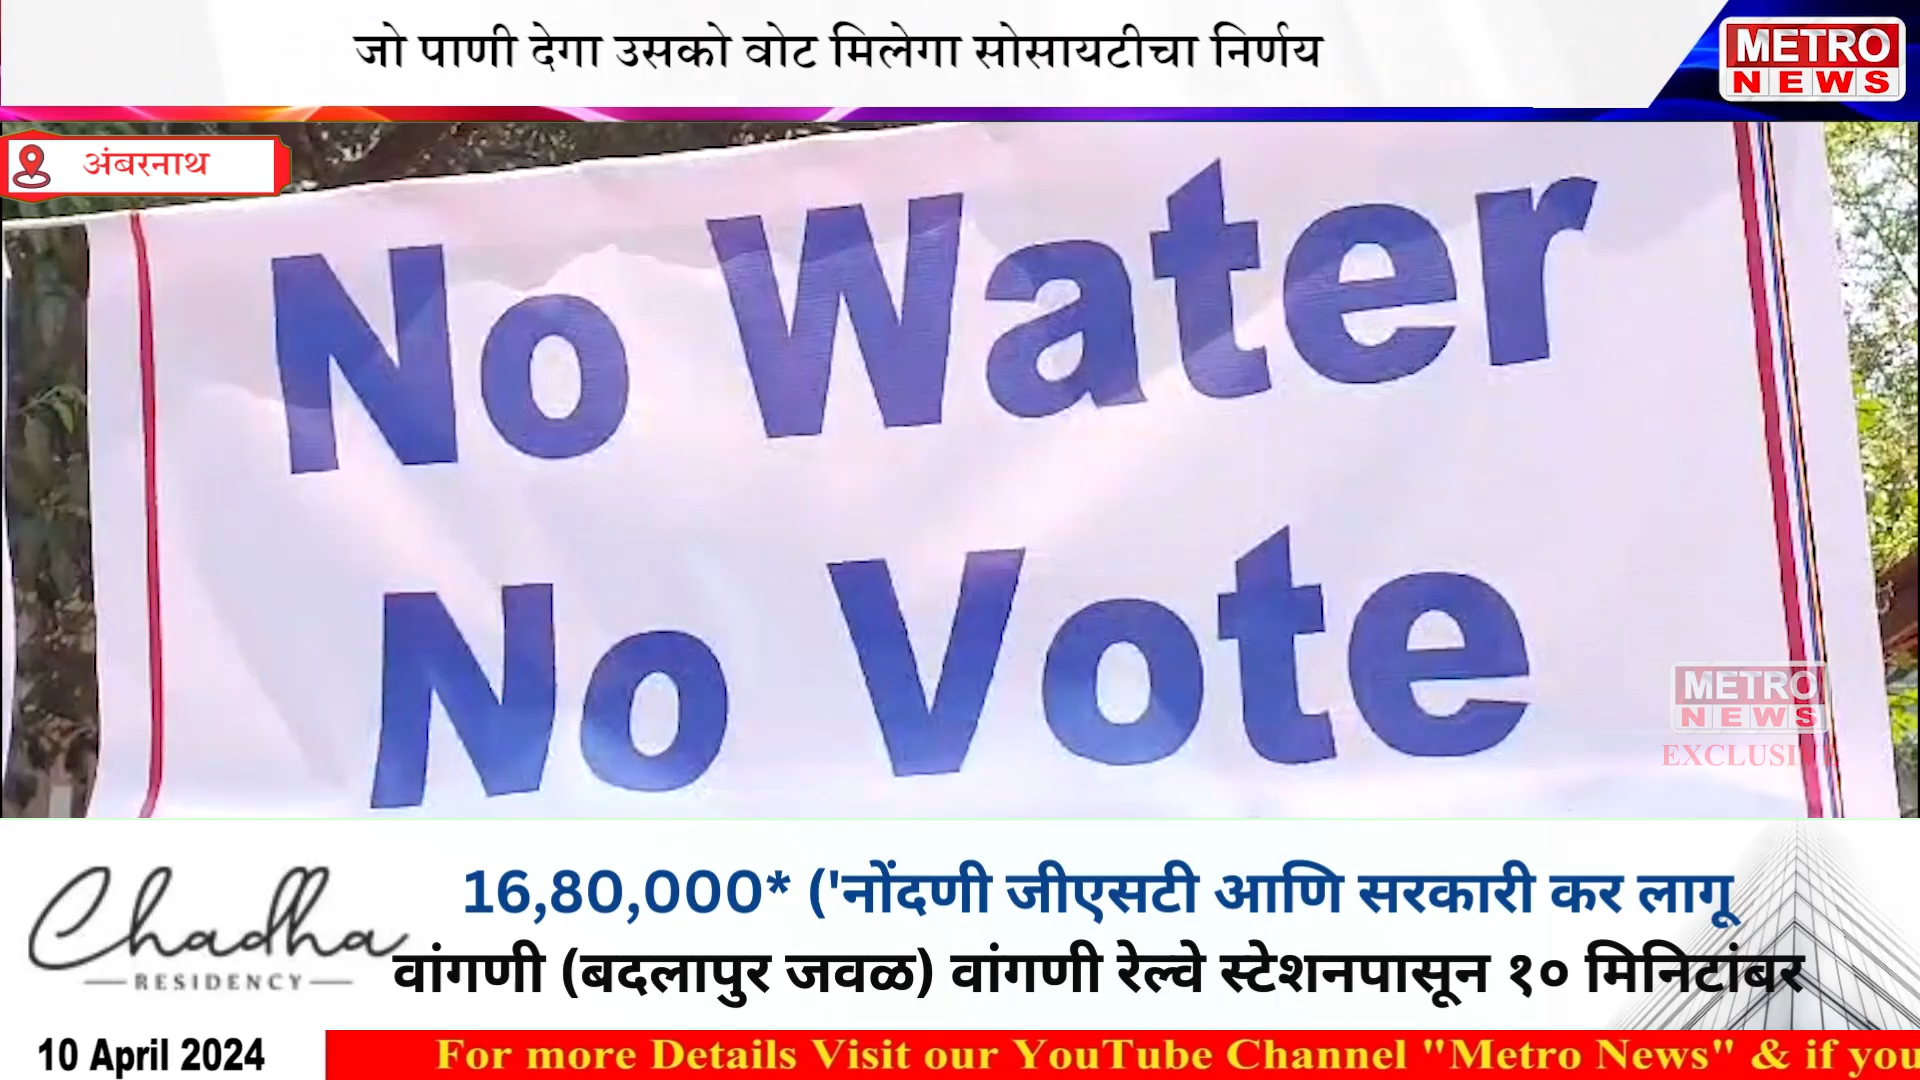 जो पाणी देगा उसको वोट मिलेगा सोसायटीचा निर्णय
METRO
NEWS
अंबरनाथ
No Water
No Vote
METRO
NEWS
EXCLUSIVE
Chadha
RESIDENCY
16,80,000* ('नोंदणी जीएसटी आणि सरकारी कर लागू
वांगणी (बदलापुर जवळ) वांगणी रेल्वे स्टेशनपासून १० मिनिटांबर
10 April 2024
For more Details Visit our YouTube Channel "Metro News" & if you